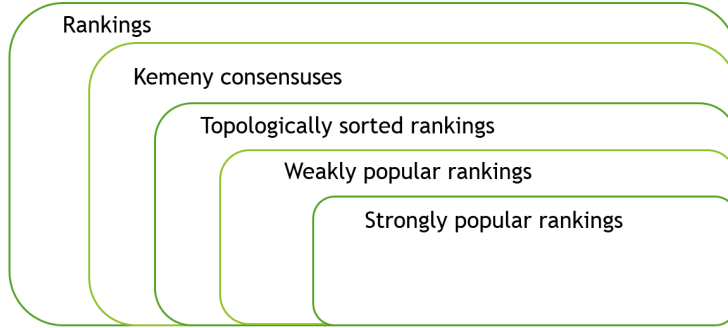 Rankings
Kemeny consensuses
Topologically sorted rankings
Weakly popular rankings
Strongly popular rankings